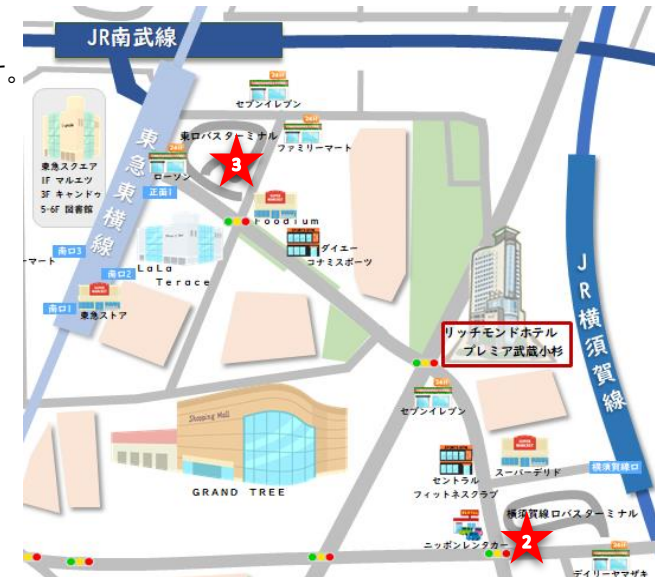 JR南武線
す。
セブンイレブン
東口バスターミナル
ファミリーマート
東急東横線
東急スクエア
1F マルエツ
3F キャンドゥ
5-6F 図書館
ローソン
正面1
3
Foodium
ダイエー
コナミスポーツ
LaLa
Terace
南口3
ーマート
南口2
南口1
東急ストア
JR横須賀線
リッチモンドホテル
プレミア武蔵小杉
セブンイレブン
Shopping Mall
GRAND TREE
セントラル
フィットネスクラブ
スーパーデリド
横須賀線口
横須賀線口バスターミナル
ニッポンレンタカー
2
デイリーヤマザキ